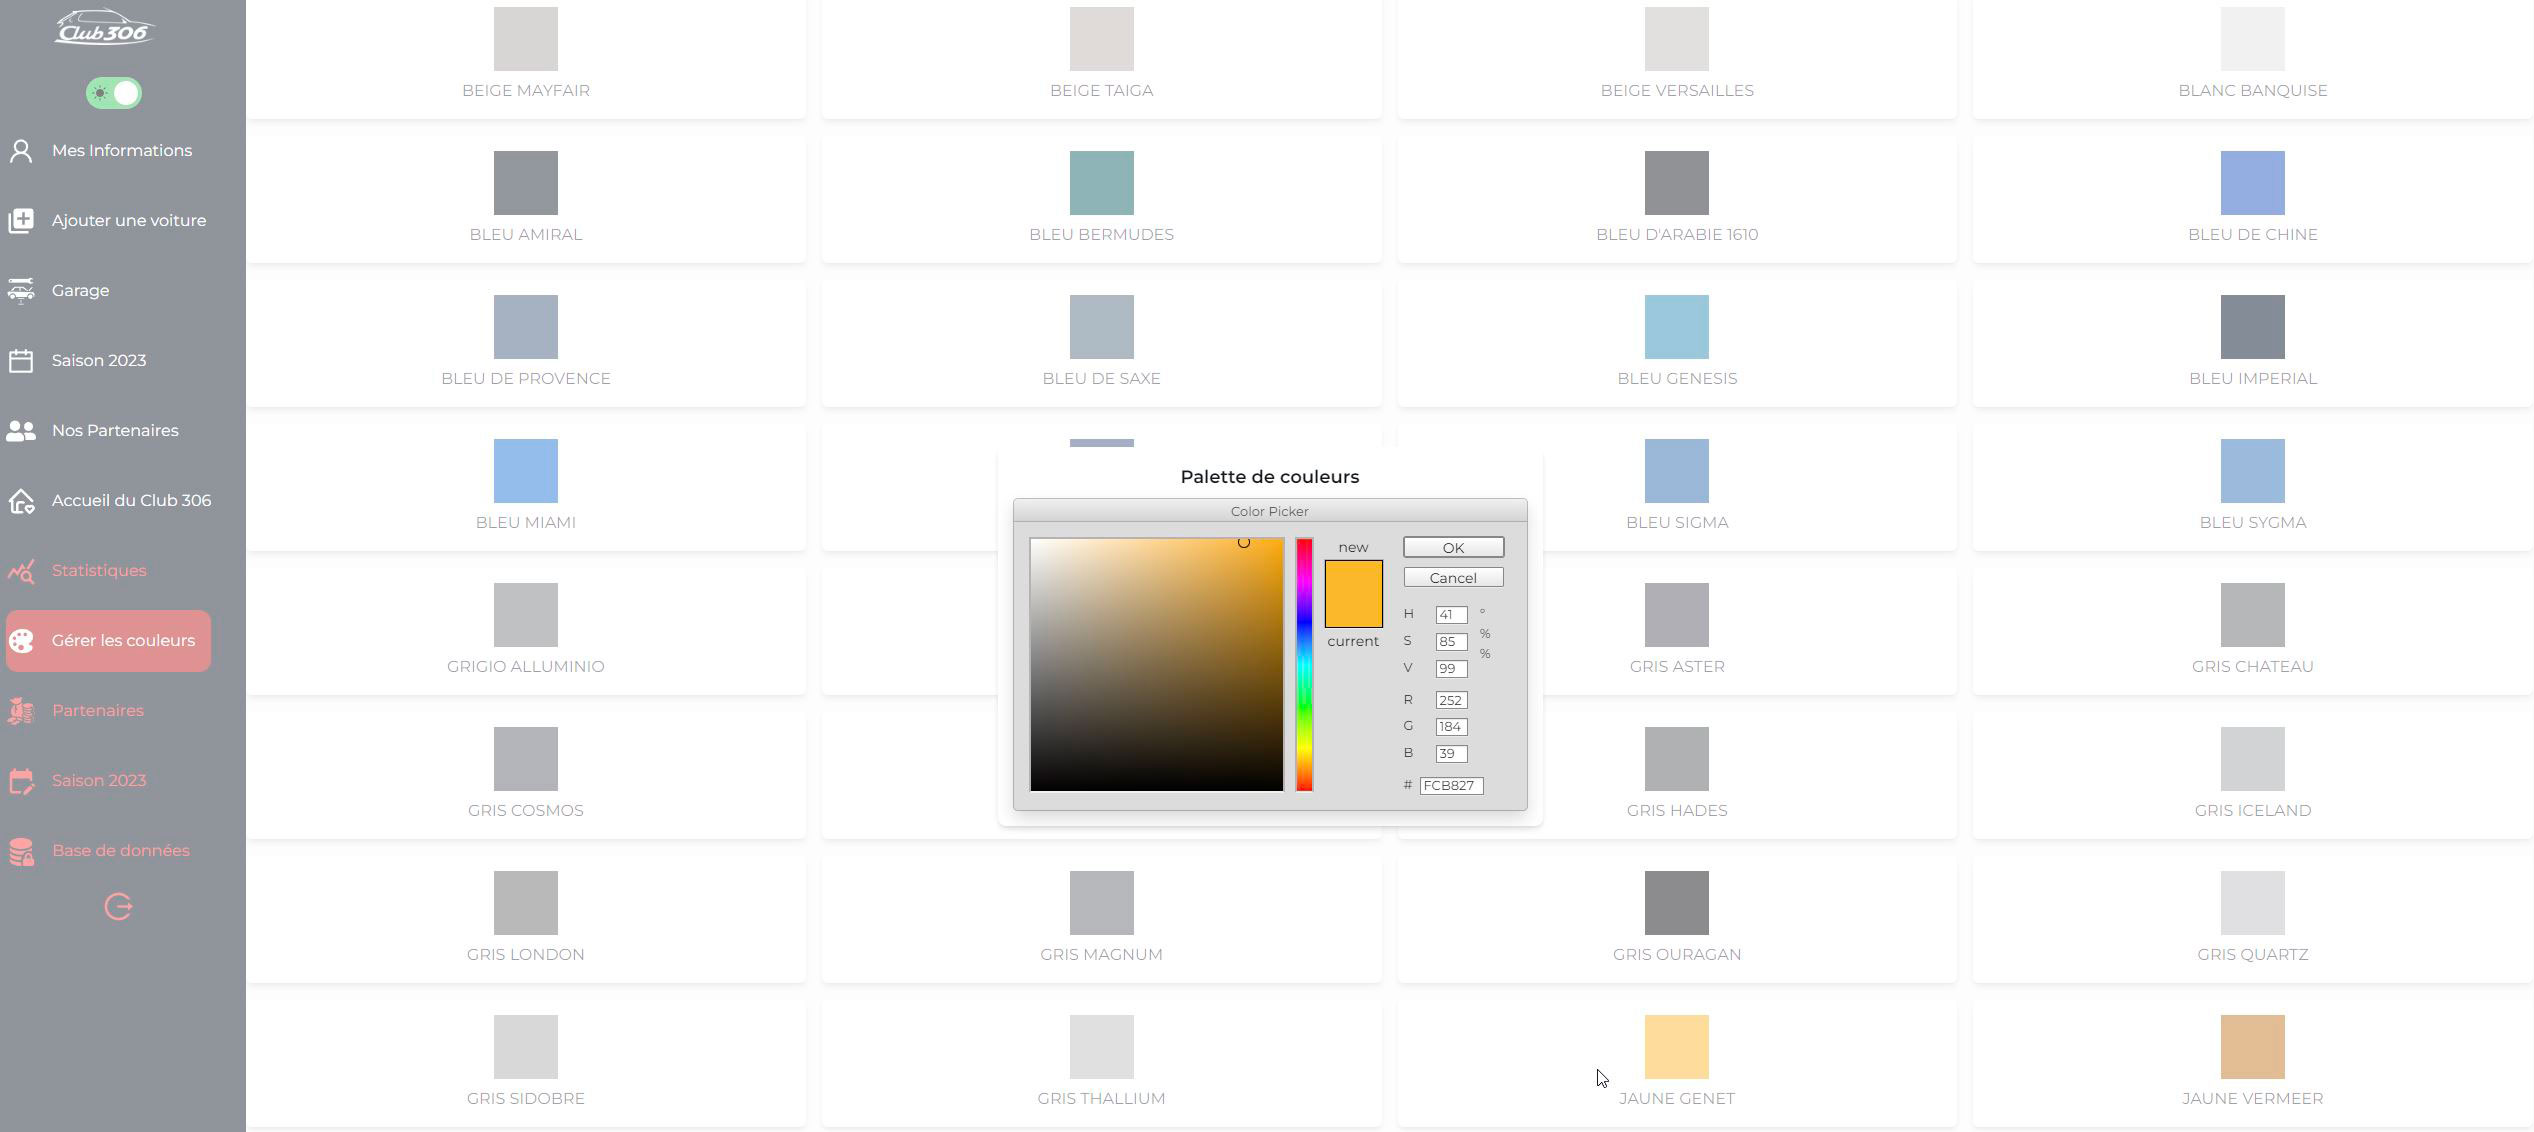 Club306
Mes Informations
Ajouter une voiture
Garage
Saison 2023
Nos Partenaires
Accueil du Club 306
Statistiques
Gérer les couleurs
Partenaires
Saison 2023
Base de données
BEIGE MAYFAIR
BEIGE TAIGA
BEIGE VERSAILLES
BLANC BANQUISE
BLEU AMIRAL
BLEU BERMUDES
BLEU D'ARABIE 1610
BLEU DE CHINE
BLEU DE PROVENCE
BLEU DE SAXE
BLEU GENESIS
BLEU IMPERIAL
BLEU MIAMI
BLEU SIGMA
BLEU SYGMA
GRIGIO ALLUMINIO
GRIS ASTER
GRIS CHATEAU
GRIS COSMOS
GRIS HADES
GRIS ICELAND
GRIS LONDON
GRIS MAGNUM
GRIS OURAGAN
GRIS QUARTZ
GRIS SIDOBRE
GRIS THALLIUM
JAUNE GENET
JAUNE VERMEER
Palette de couleurs
Color Picker
new
current
OK
Cancel
H 41 °
S 85 %
V 99 %
R 252
G 184
B 39
# FCB827